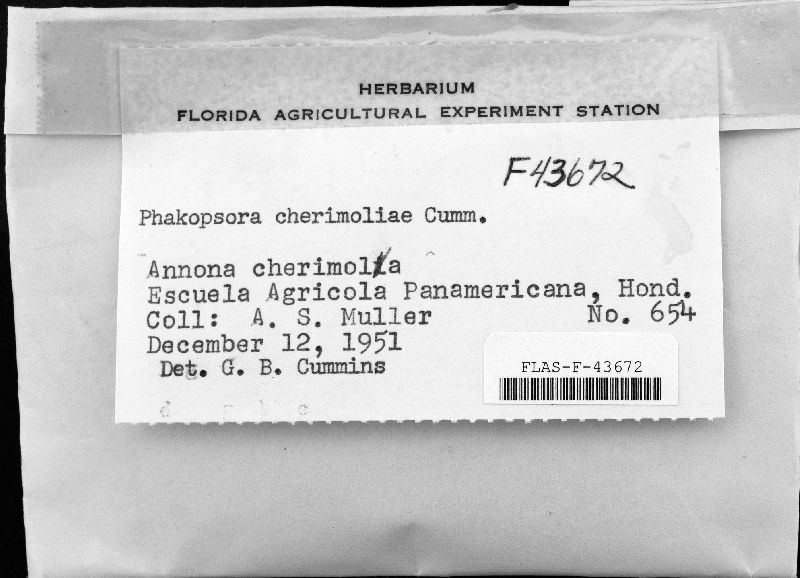 HERBARIUM
FLORIDA AGRICULTURAL EXPERIMENT STATION
F43672
Phakopsora cherimoliae Cumm.
Annona cherimolia
Escuela Agricola Panamericana, Hond.
Coll: A. S. Muller No. 654
December 12, 1951
Det. G. B. Cummins
FLAS-F-43672